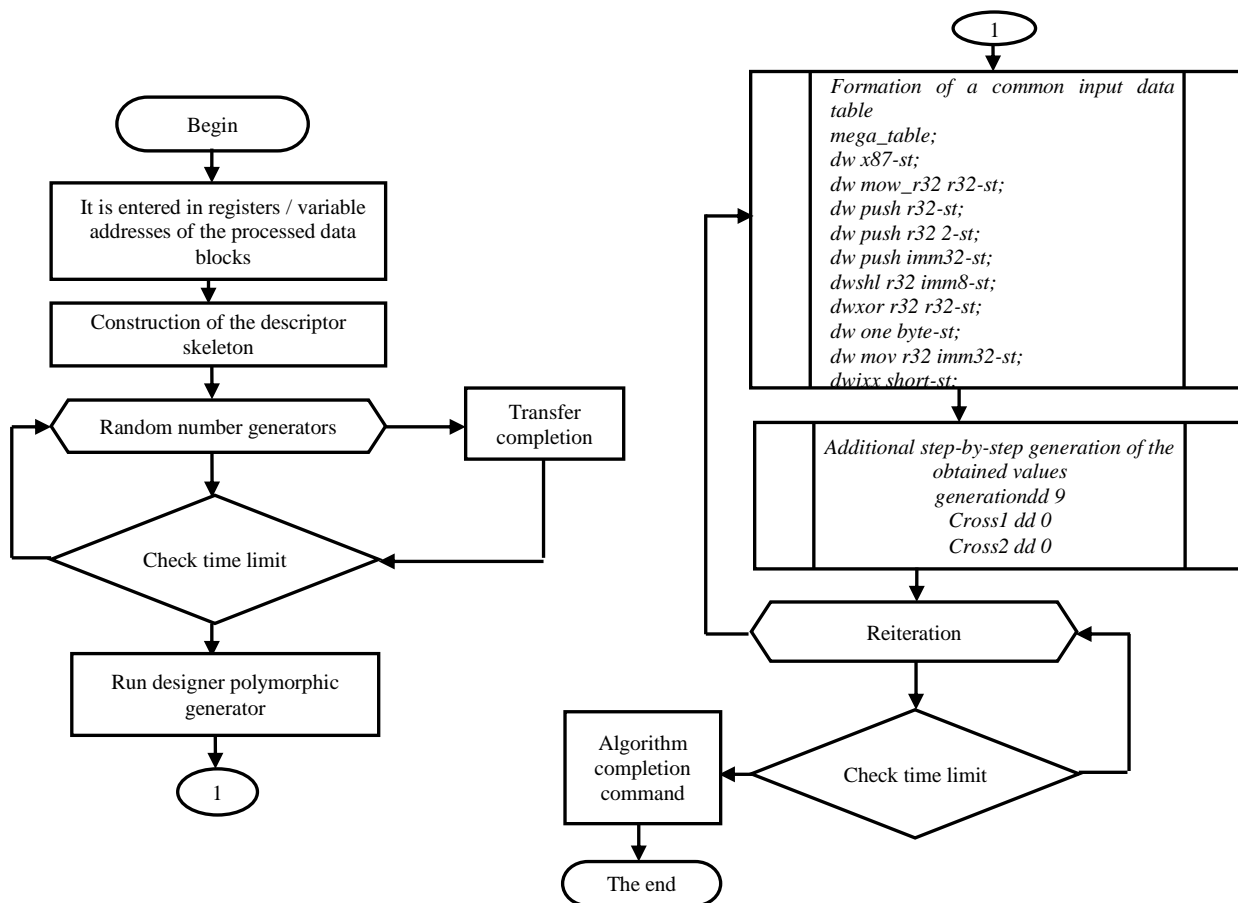 Begin
It is entered in registers / variable
addresses of the processed data
blocks
Construction of the descriptor
skeleton
Random number generators
Transfer
completion
Check time limit
Run designer polymorphic
generator
1
1
Formation of a common input data
table
mega_table;
dw x87-st;
dw mow_r32 r32-st;
dw push r32-st;
dw push r32 2-st;
dw push imm32-st;
dwshl r32 imm8-st;
dwxor r32 r32-st;
dw one byte-st;
dw mov r32 imm32-st;
dwixx short-st;
Additional step-by-step generation of the
obtained values
generationdd 9
Cross1 dd 0
Cross2 dd 0
Reiteration
Check time limit
Algorithm
completion
command
The end